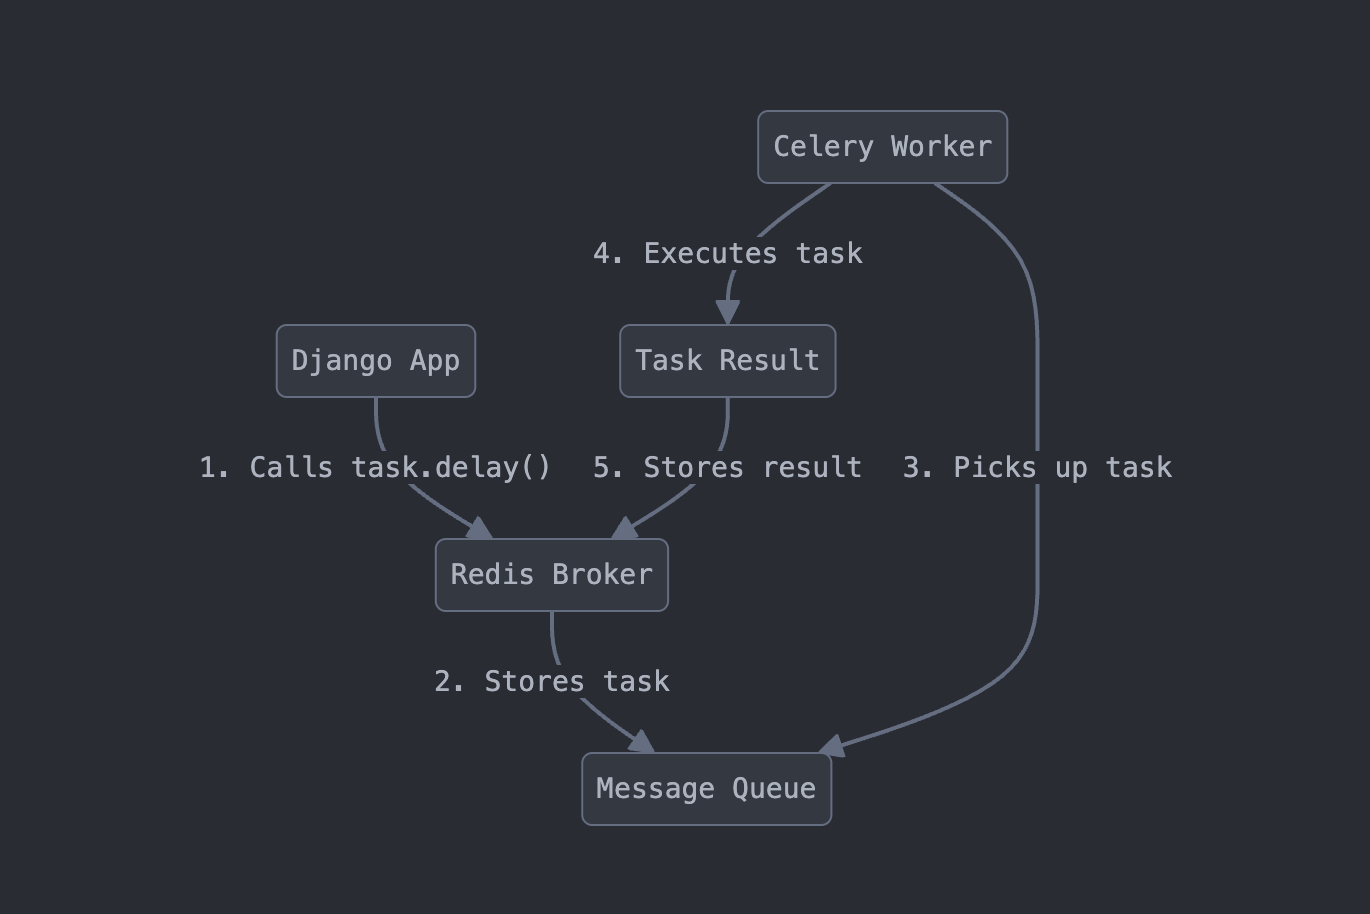 Celery Worker
4. Executes task
Django App
Task Result
1. Calls task.delay()
5. Stores result
3. Picks up task
Redis Broker
2. Stores task
Message Queue